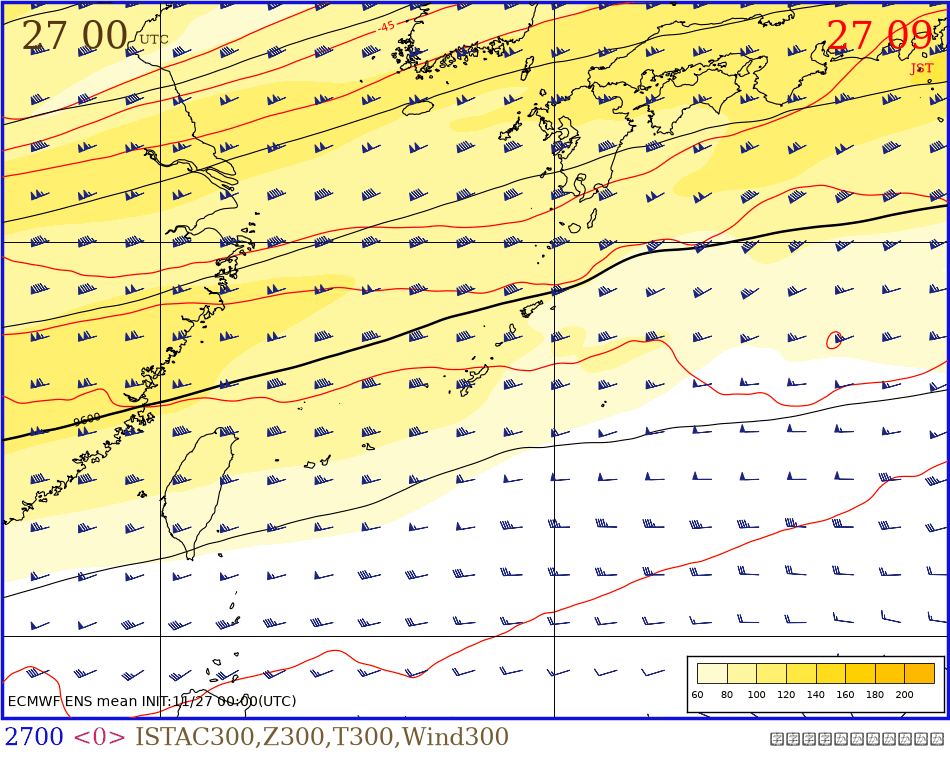 27 00 UTC
27 09 JST
-45
9600
60 80 100 120 140 160 180 200
ECMWF ENS mean INIT:11/27 00:00(UTC)
2700 <0> ISTAC300,Z300,T300,Wind300